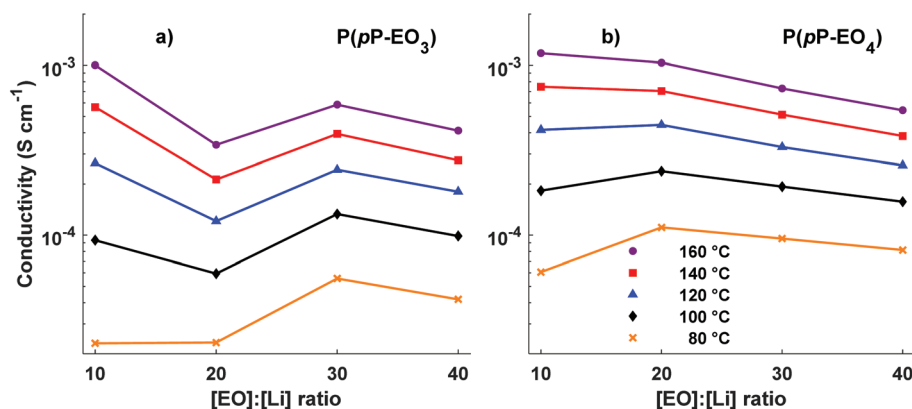 a) P(pP-EO3)
b) P(pP-EO4)
Conductivity (S cm⁻¹)
10⁻³
10⁻⁴
10 20 30 40
[EO]:[Li] ratio
10⁻³
10⁻⁴
160 °C
140 °C
120 °C
100 °C
80 °C
10 20 30 40
[EO]:[Li] ratio